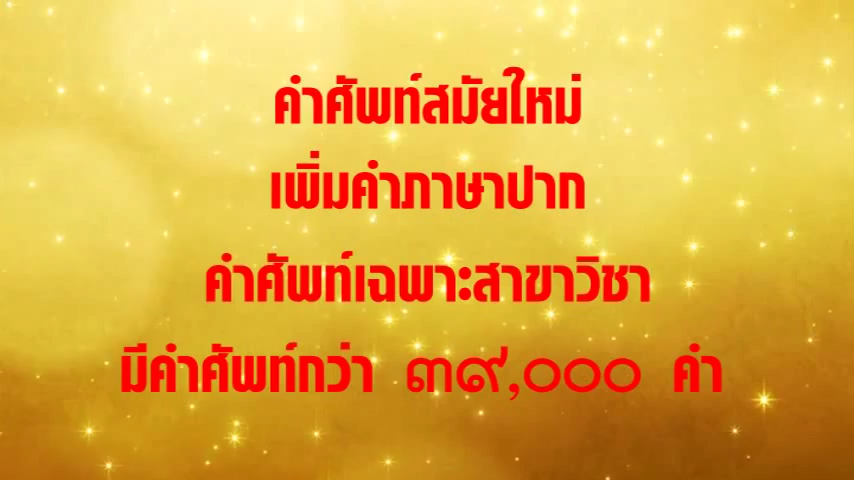 คำศัพท์สมัยใหม่
เพิ่มคำภาษาปาก
คำศัพท์เฉพาะสาขาวิชา
มีคำศัพท์กว่า ๓๙,๐๐๐ คำ